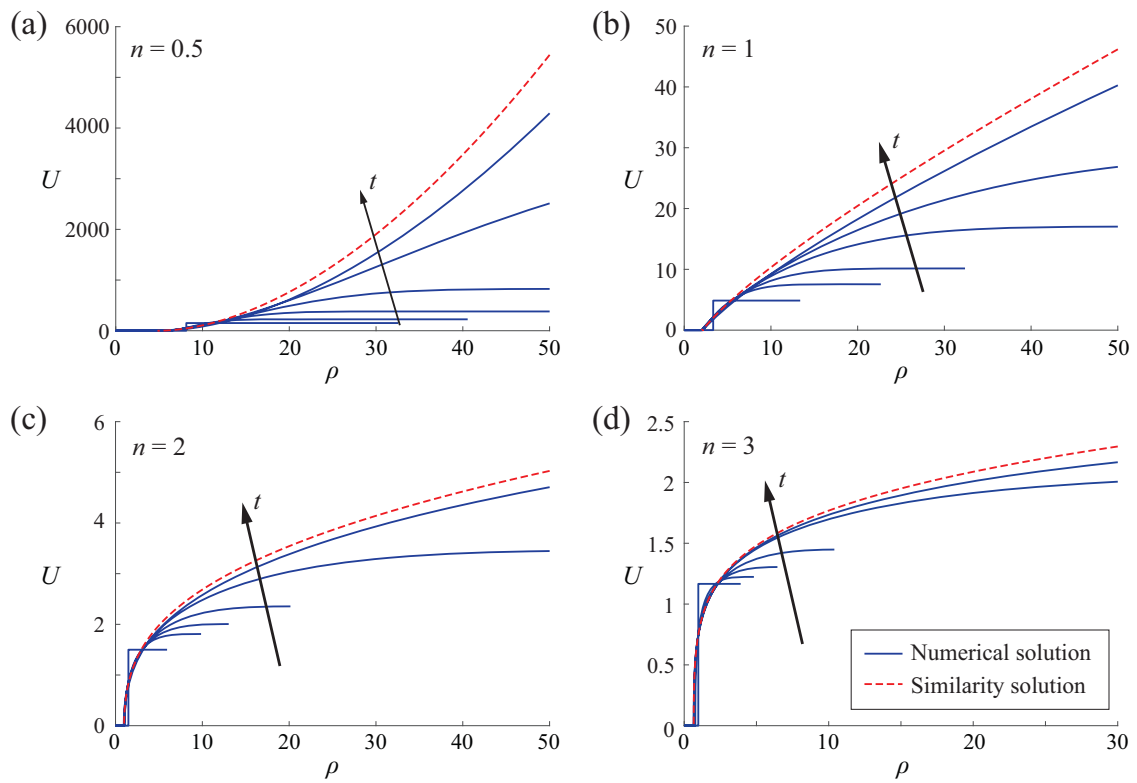 (a)
n = 0.5
6000
4000
2000
0
U
t
0 10 20 30 40 50
ρ
(b)
n = 1
50
40
30
20
10
0
U
t
0 10 20 30 40 50
ρ
(c)
n = 2
6
4
2
0
U
t
0 10 20 30 40 50
ρ
(d)
n = 3
2.5
2
1.5
1
0.5
0
U
t
0 10 20 30
ρ
Numerical solution
Similarity solution